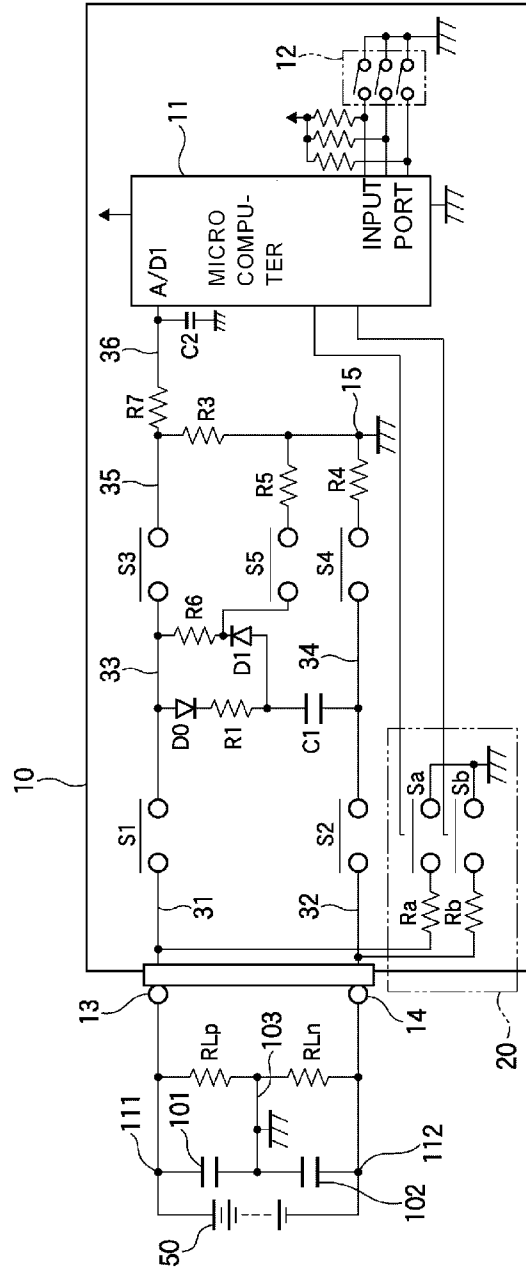 10
50
111
101
103
102
112
RLp
RLn
13
14
31
32
S1
S2
33
34
D0
R1
C1
R6
D1
S3
S5
S4
35
R5
R4
R3
R7
15
36
C2
A/D1
MICRO
COMPU-
TER
INPUT
PORT
11
12
Ra
Rb
Sa
Sb
20